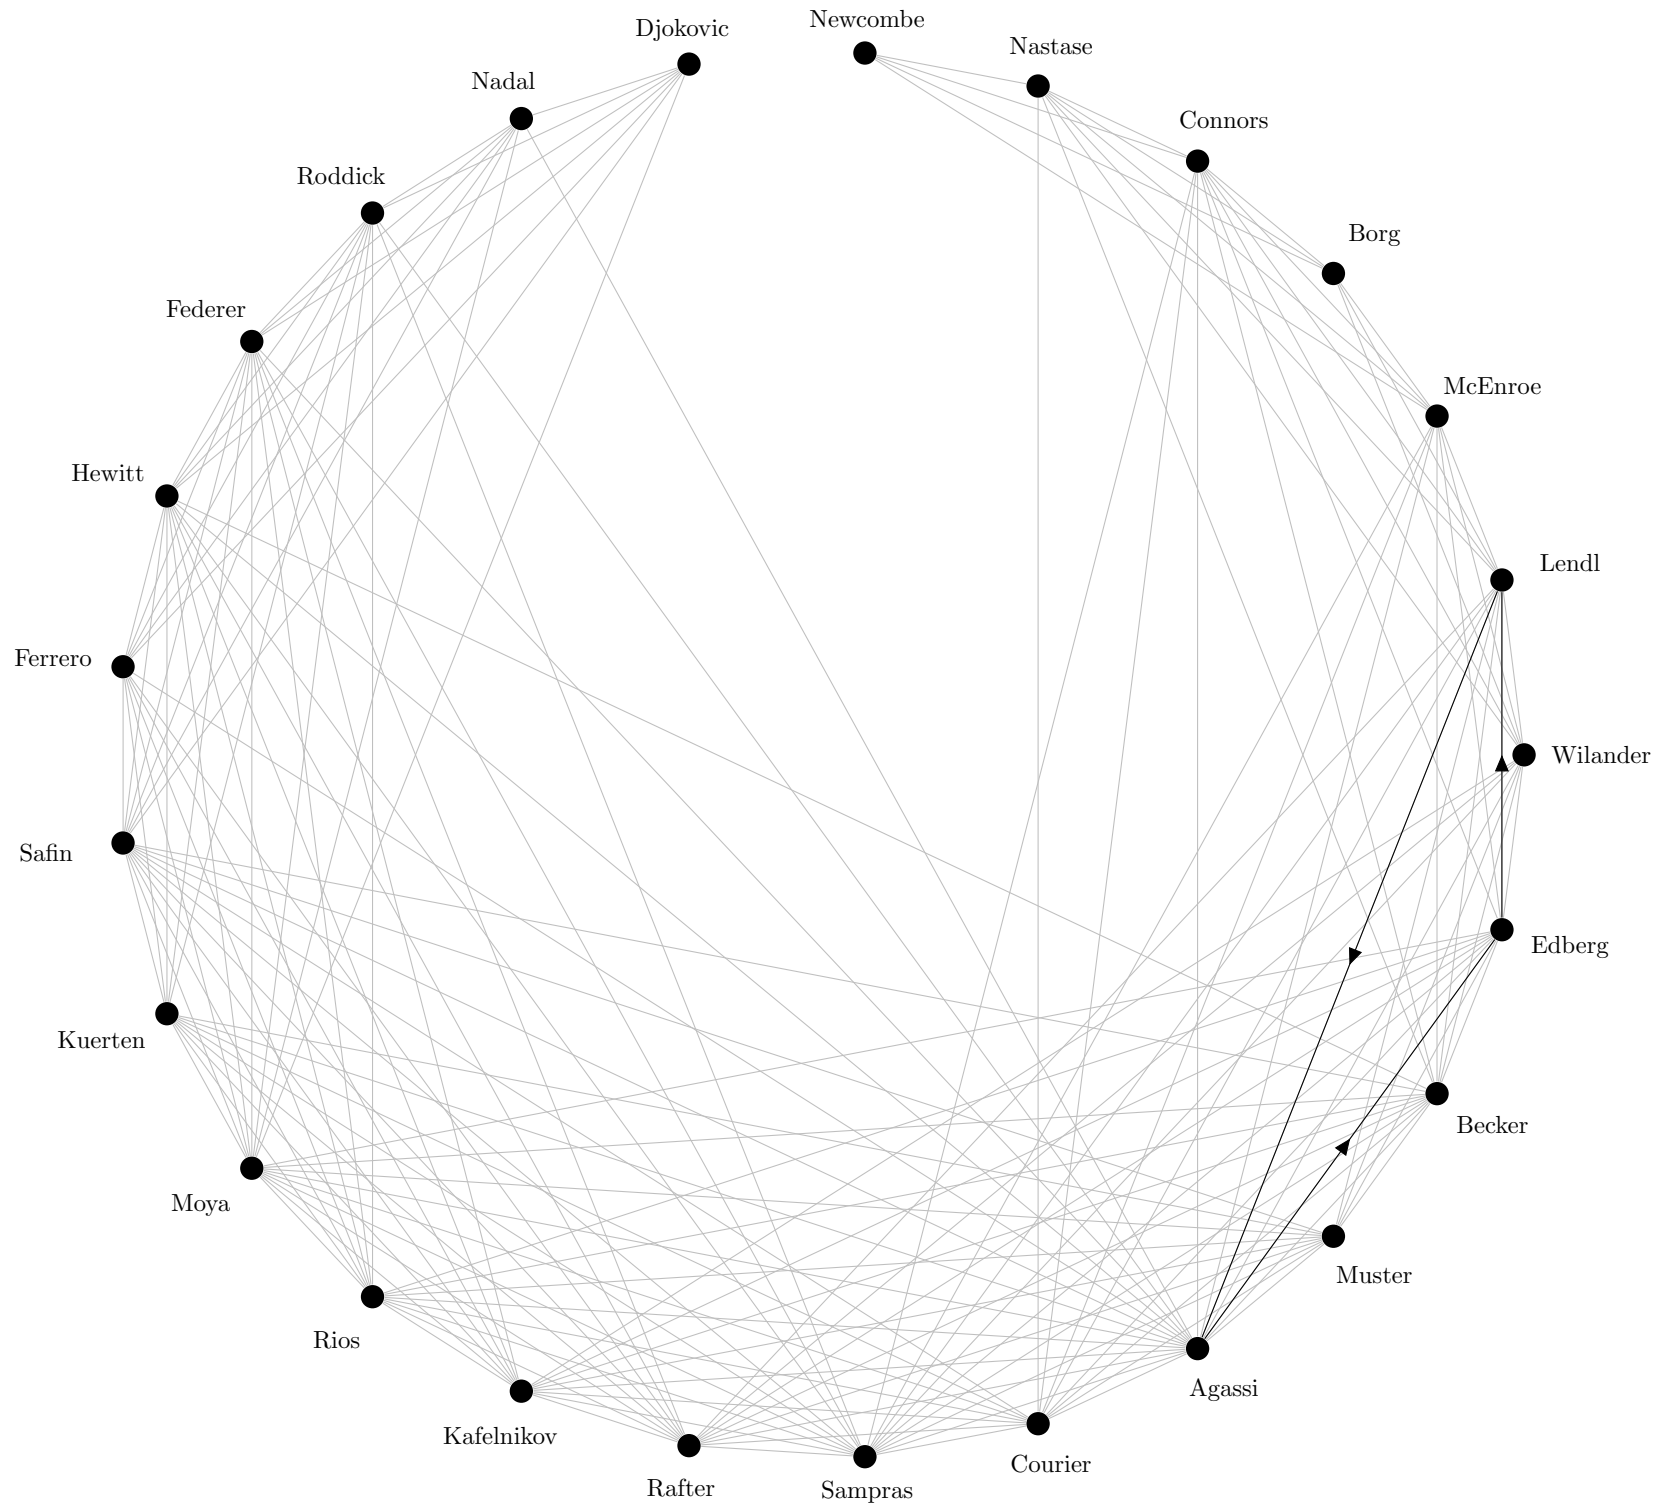 Newcombe
Djokovic
Nastase
Nadal
Connors
Roddick
Borg
Federer
McEnroe
Hewitt
Lendl
Ferrero
Wilander
Safin
Edberg
Kuerten
Becker
Moya
Muster
Rios
Agassi
Kafelnikov
Courier
Rafter
Sampras